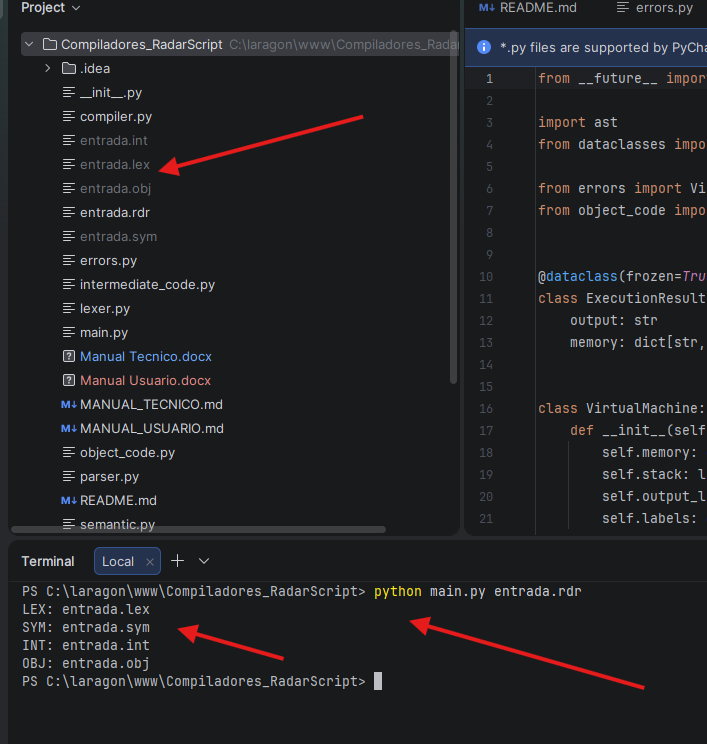 Project
Compiladores_RadarScript C:\laragon\www\Compiladores_Rada
.idea
__init__.py
compiler.py
entrada.int
entrada.lex
entrada.obj
entrada.rdr
entrada.sym
errors.py
intermediate_code.py
lexer.py
main.py
Manual Tecnico.docx
Manual Usuario.docx
MANUAL_TECNICO.md
MANUAL_USUARIO.md
object_code.py
parser.py
README.md
semantic.py
README.md errors.py
*.py files are supported by PyCha
1 from __future__ impor
2
3 import ast
4 from dataclasses impo
5
6 from errors import Vi
7 from object_code impo
8
9
10 @dataclass(frozen=Tru
11 class ExecutionResult
12 output: str
13 memory: dict[str,
14
15
16 class VirtualMachine:
17 def __init__(self
18 self.memory:
19 self.stack: l
20 self.output_l
21 self.labels:
Terminal Local
PS C:\laragon\www\Compiladores_RadarScript> python main.py entrada.rdr
LEX: entrada.lex
SYM: entrada.sym
INT: entrada.int
OBJ: entrada.obj
PS C:\laragon\www\Compiladores_RadarScript>